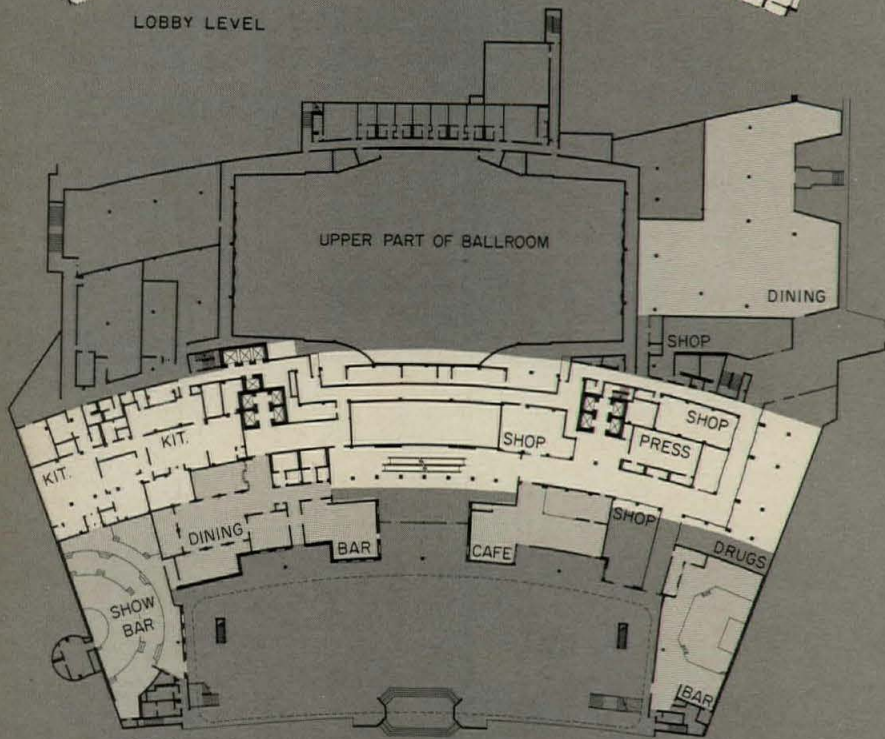 LOBBY LEVEL
UPPER PART OF BALLROOM
DINING
SHOP
SHOP
KIT.
KIT.
SHOP
PRESS
DINING
BAR
CAFE
SHOP
DRUGS
SHOW
BAR
BAR